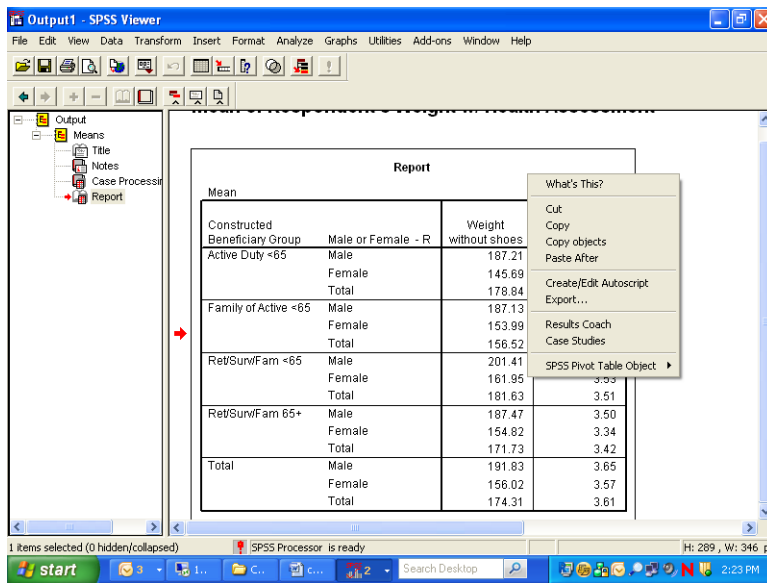 Output1 - SPSS Viewer
File Edit View Data Transform Insert Format Analyze Graphs Utilities Add-ons Window Help
Output
Means
Title
Notes
Case Processin
Report
Report
Mean
Constructed Beneficiary Group Male or Female - R Weight without shoes
Active Duty <65 Male 187.21
Female 145.69
Total 178.84
Family of Active <65 Male 187.13
Female 153.99
Total 156.52
Ret/Surv/Fam <65 Male 201.41
Female 161.95 3.53
Total 181.63 3.51
Ret/Surv/Fam 65+ Male 187.47 3.50
Female 154.82 3.34
Total 171.73 3.42
Total Male 191.83 3.65
Female 156.02 3.57
Total 174.31 3.61
What's This?
Cut
Copy
Copy objects
Paste After
Create/Edit Autoscript
Export...
Results Coach
Case Studies
SPSS Pivot Table Object
1 items selected (0 hidden/collapsed) SPSS Processor is ready H: 289 , W: 346 p
start 3 1.. C.. c... 2 Search Desktop N 2:23 PM